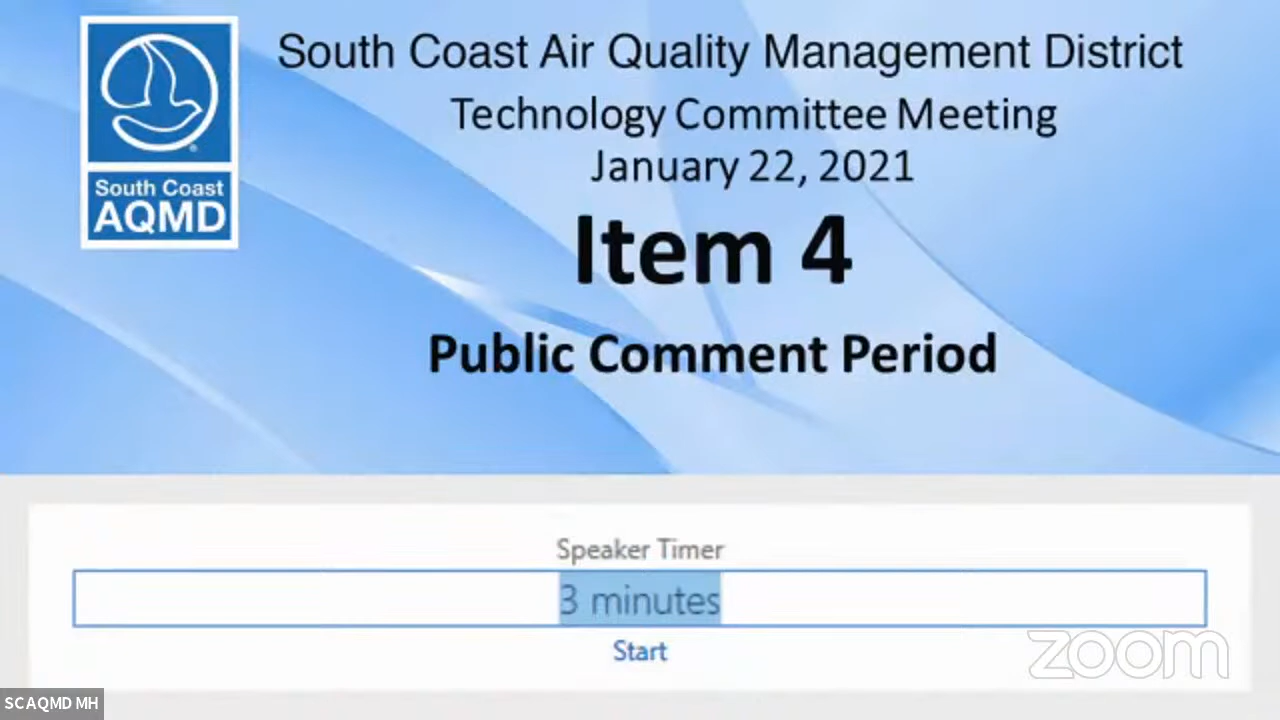 South Coast Air Quality Management District
Technology Committee Meeting
January 22, 2021
Item 4
Public Comment Period
South Coast
AQMD
Speaker Timer
3 minutes
Start
zoom
SCAQMD MH